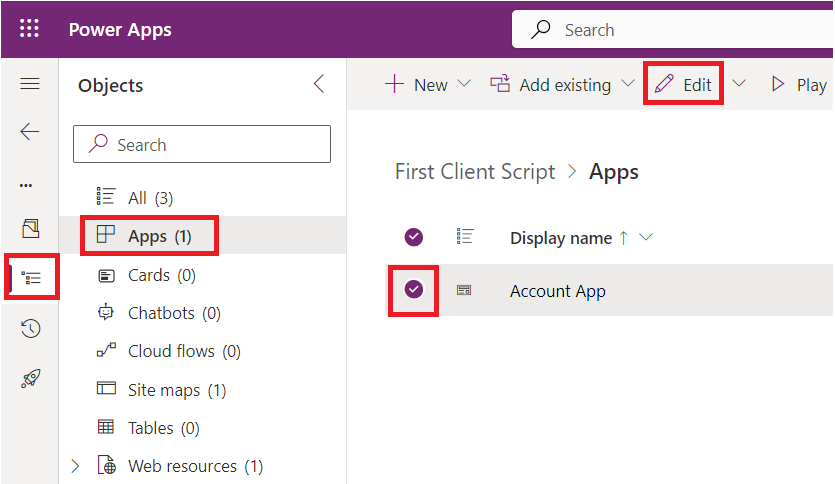 Power Apps
Search
Objects
New
Add existing
Edit
Play
Search
First Client Script > Apps
All (3)
Apps (1)
Display name ↑
Cards (0)
Account App
Chatbots (0)
Cloud flows (0)
Site maps (1)
Tables (0)
Web resources (1)